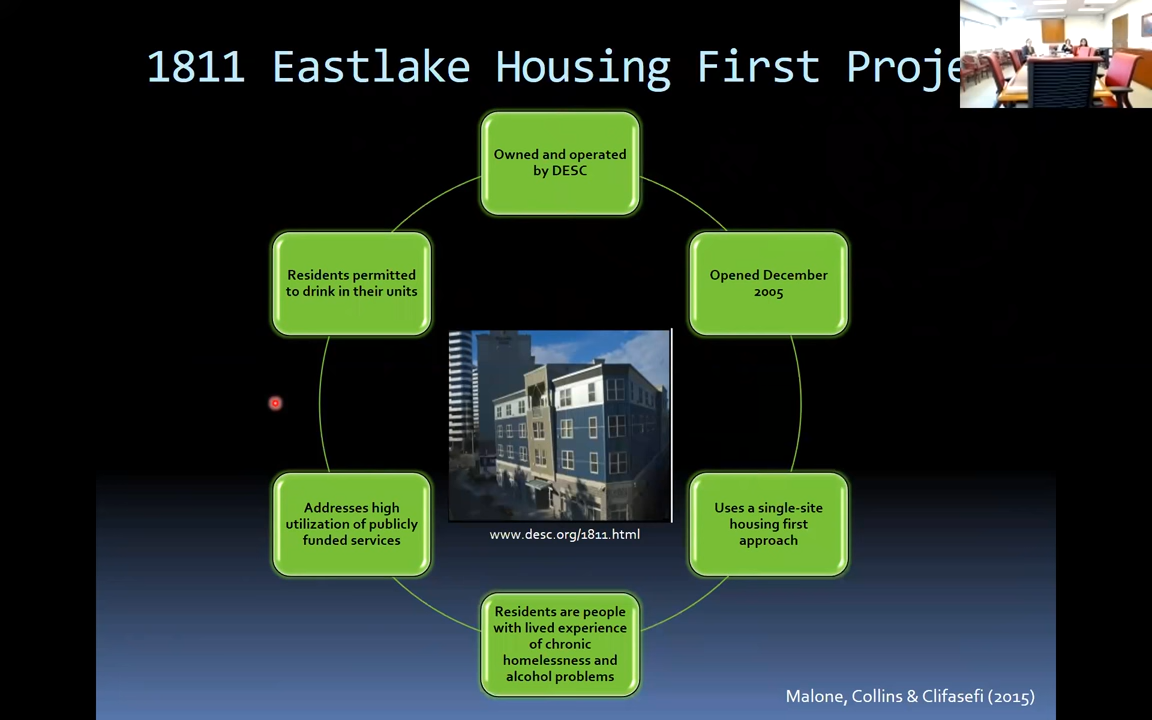 1811 Eastlake Housing First Proje
Owned and operated
by DESC
Opened December
2005
Uses a single-site
housing first
approach
Residents are people
with lived experience
of chronic
homelessness and
alcohol problems
Addresses high
utilization of publicly
funded services
Residents permitted
to drink in their units
www.desc.org/1811.html
Malone, Collins & Clifasefi (2015)